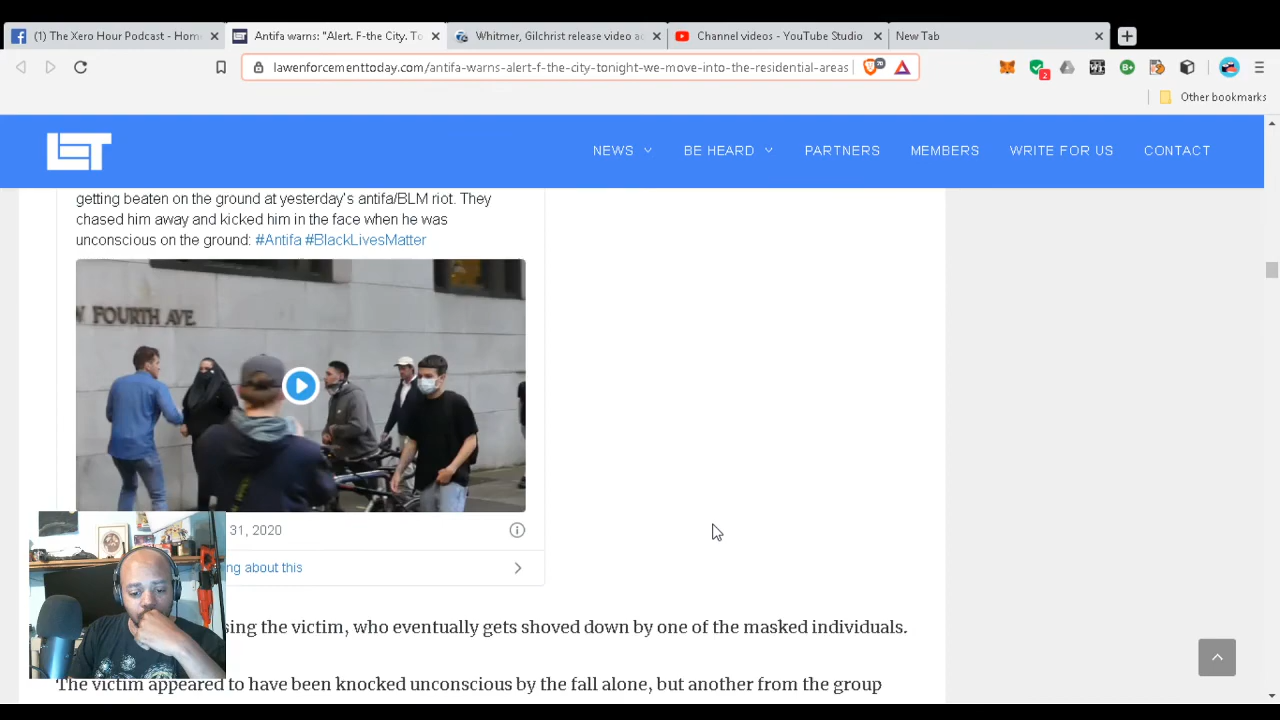 (1) The Xero Hour Podcast - Hom
Antifa warns: "Alert. F-the City. To
Whitmer, Gilchrist release video ac
Channel videos - YouTube Studio
New Tab
lawenforcementtoday.com/antifa-warns-alert-f-the-city-tonight-we-move-into-the-residential-areas
20
2
B+
Other bookmarks
LET
NEWS
BE HEARD
PARTNERS
MEMBERS
WRITE FOR US
CONTACT
getting beaten on the ground at yesterday's antifa/BLM riot. They
chased him away and kicked him in the face when he was
unconscious on the ground: #Antifa #BlackLivesMatter
FOURTH AVE.
31, 2020
about this
the victim, who eventually gets shoved down by one of the masked individuals.
The victim appeared to have been knocked unconscious by the fall alone, but another from the group